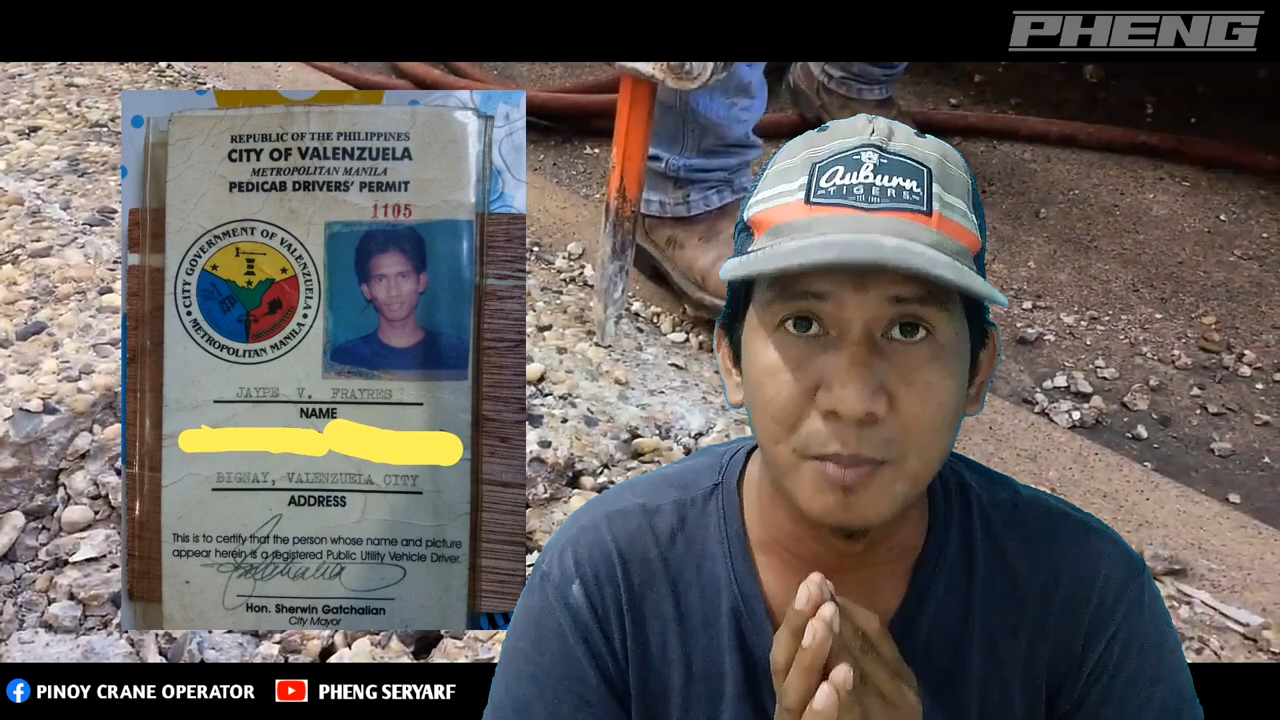 PHENG
REPUBLIC OF THE PHILIPPINES
CITY OF VALENZUELA
METROPOLITAN MANILA
PEDICAB DRIVERS' PERMIT
1105
CITY GOVERNMENT OF VALENZUELA
METROPOLITAN MANILA
JAYPE V. FRAYRES
NAME
BIGNAY, VALENZUELA CITY
ADDRESS
This is to certify that the person whose name and picture
appear herein is a registered Public Utility Vehicle Driver.
Hon. Sherwin Gatchalian
City Mayor
Auburn
TIGERS
PINOY CRANE OPERATOR
PHENG SERYARF